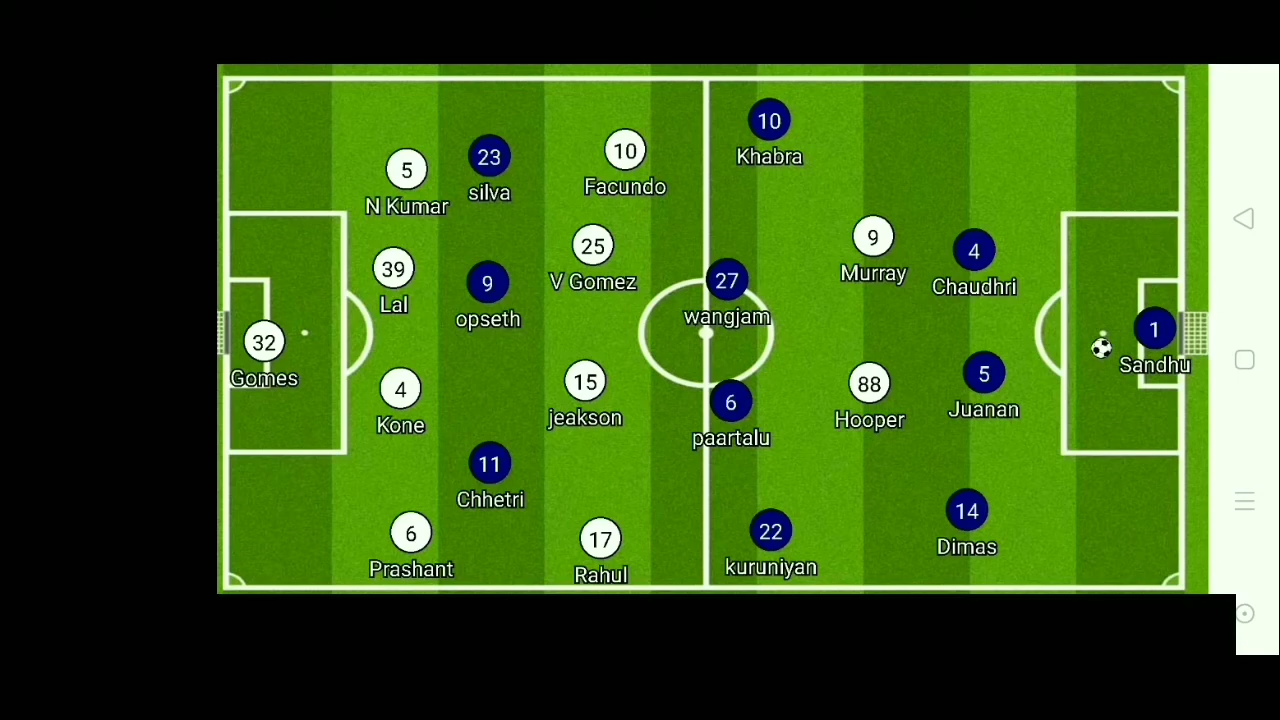 10
Khabra
10
Facundo
23
silva
5
N Kumar
9
Murray
25
V Gomez
4
Chaudhri
39
Lal
27
wangjam
9
opseth
1
Sandhu
32
Gomes
5
Juanan
15
jeakson
88
Hooper
4
Kone
6
paartalu
11
Chhetri
14
Dimas
22
kuruniyan
6
Prashant
17
Rahul